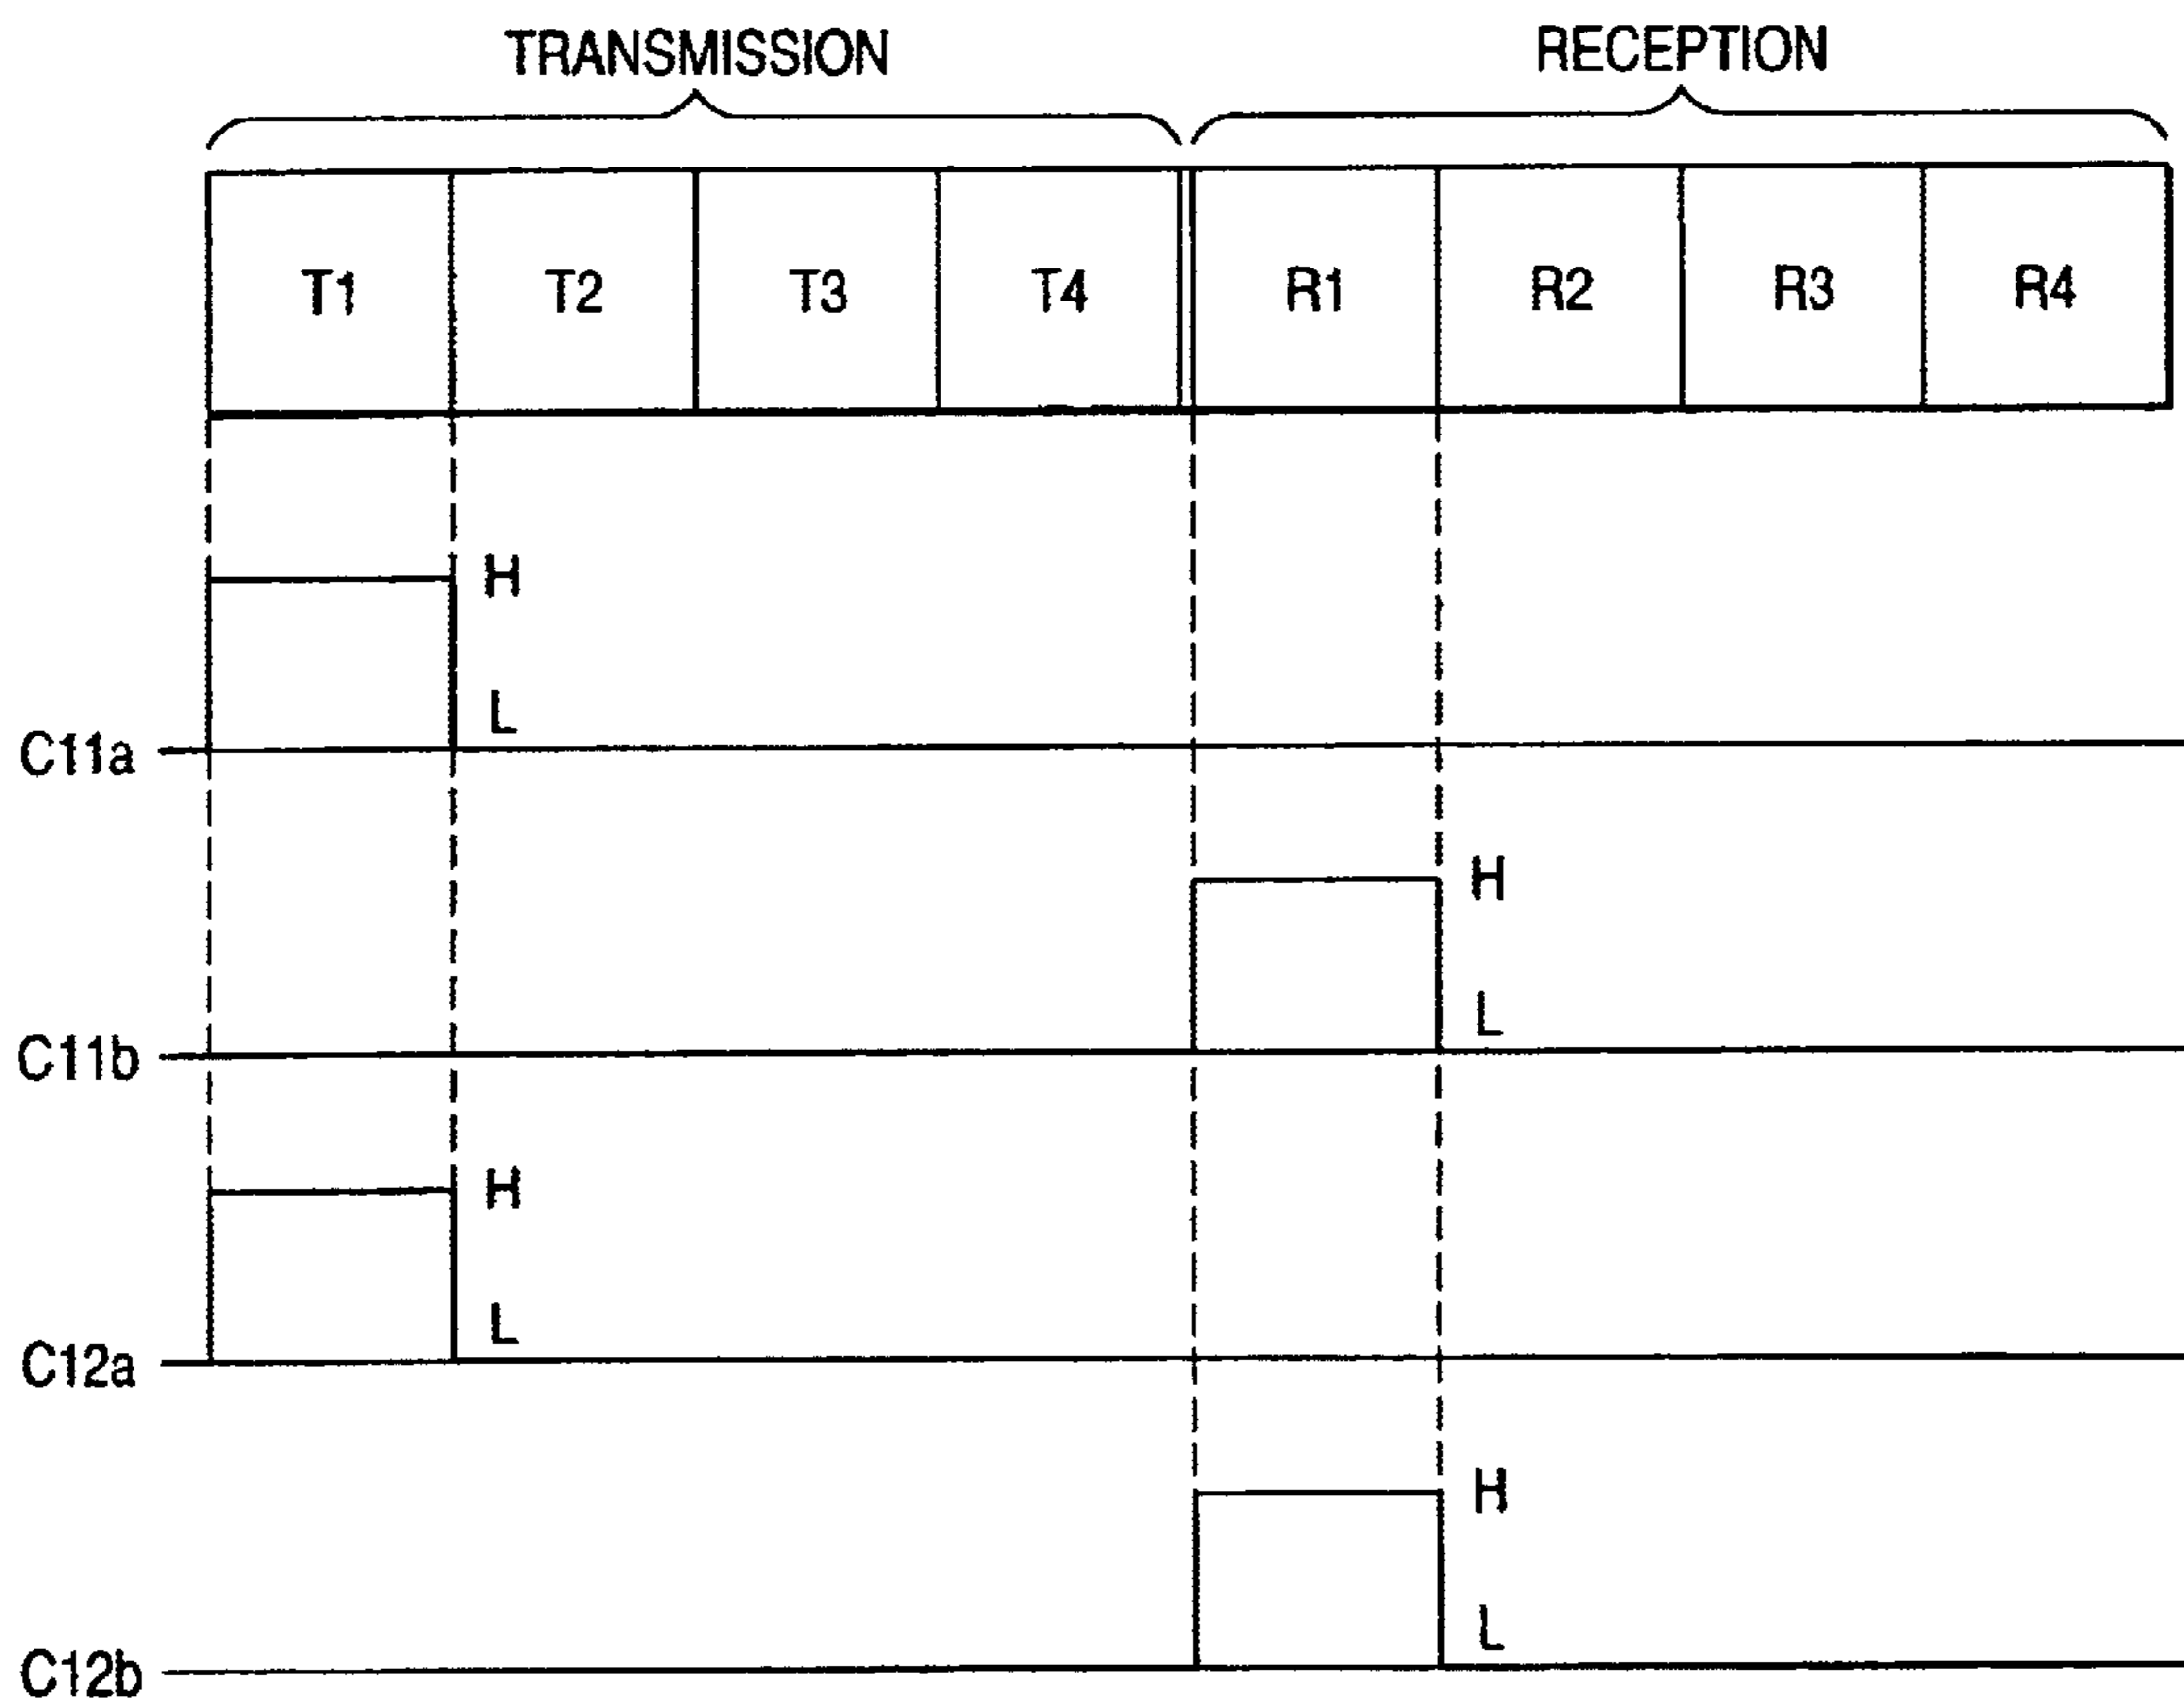 TRANSMISSION RECEPTION
T1 T2 T3 T4 R1 R2 R3 R4
H
L
C11a
H
L
C11b
H
L
C12a
H
L
C12b